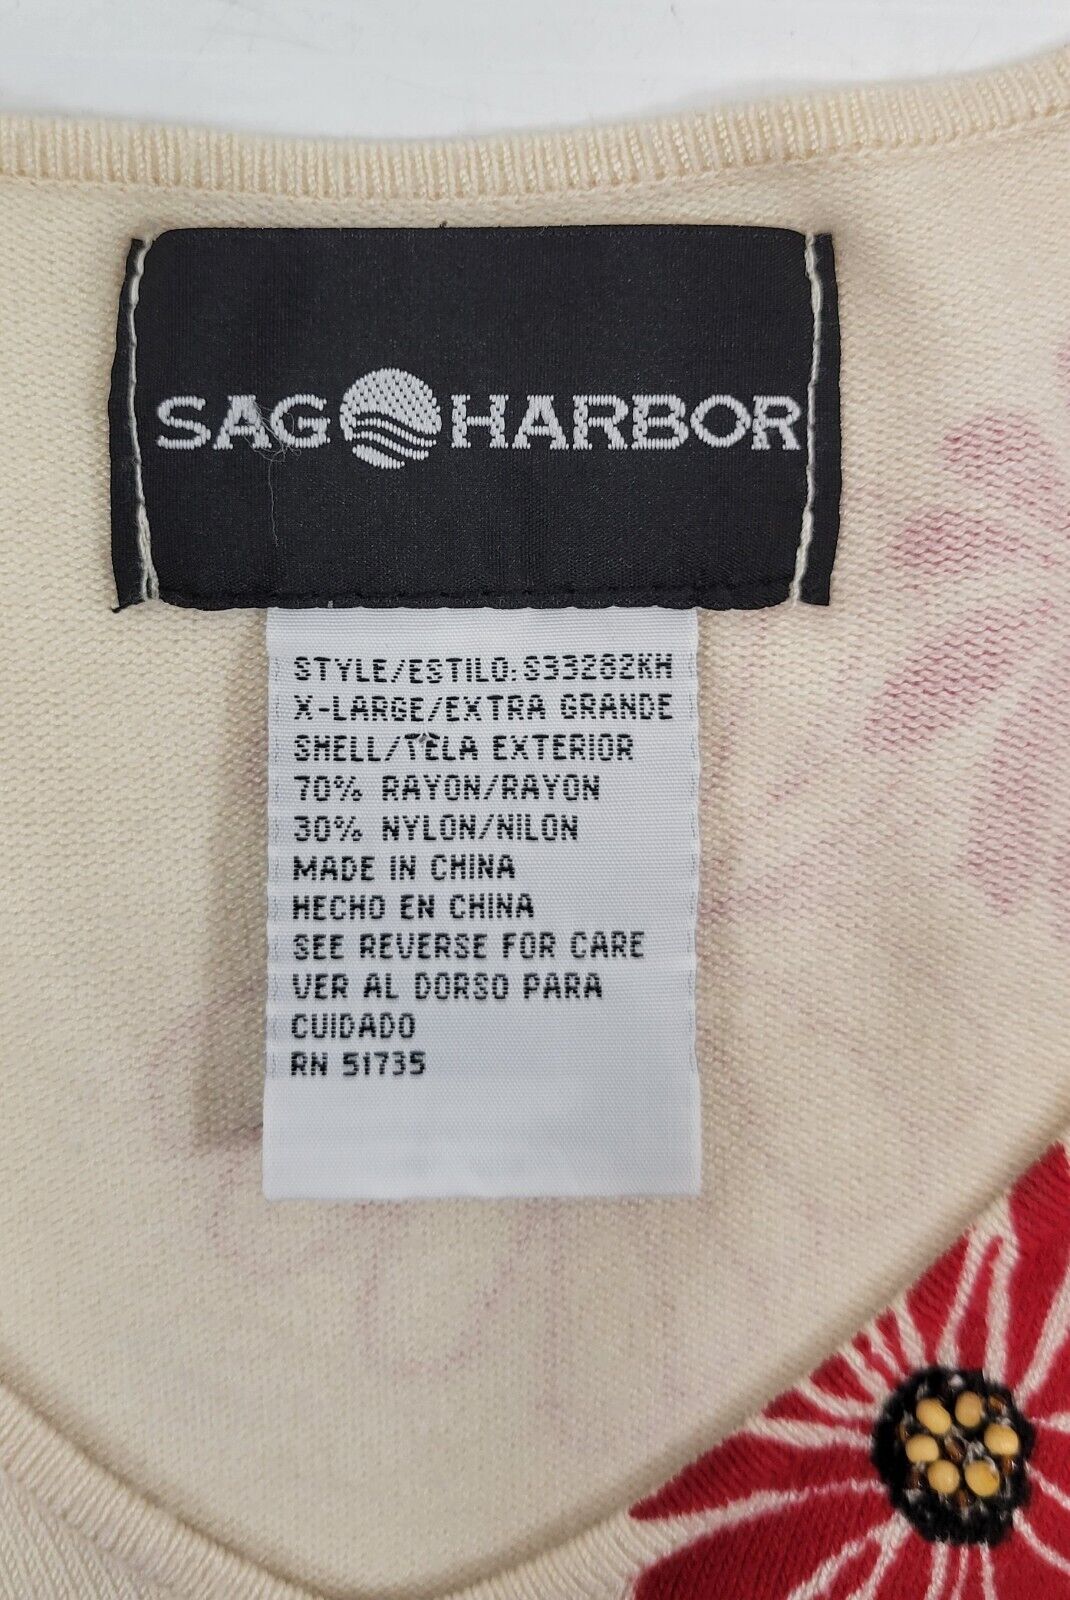 SAG HARBOR
STYLE/ESTILO: S33282KH
X-LARGE/EXTRA GRANDE
SHELL/TELA EXTERIOR
70% RAYON/RAYON
30% NYLON/NILON
MADE IN CHINA
HECHO EN CHINA
SEE REVERSE FOR CARE
VER AL DORSO PARA
CUIDADO
RN 51735